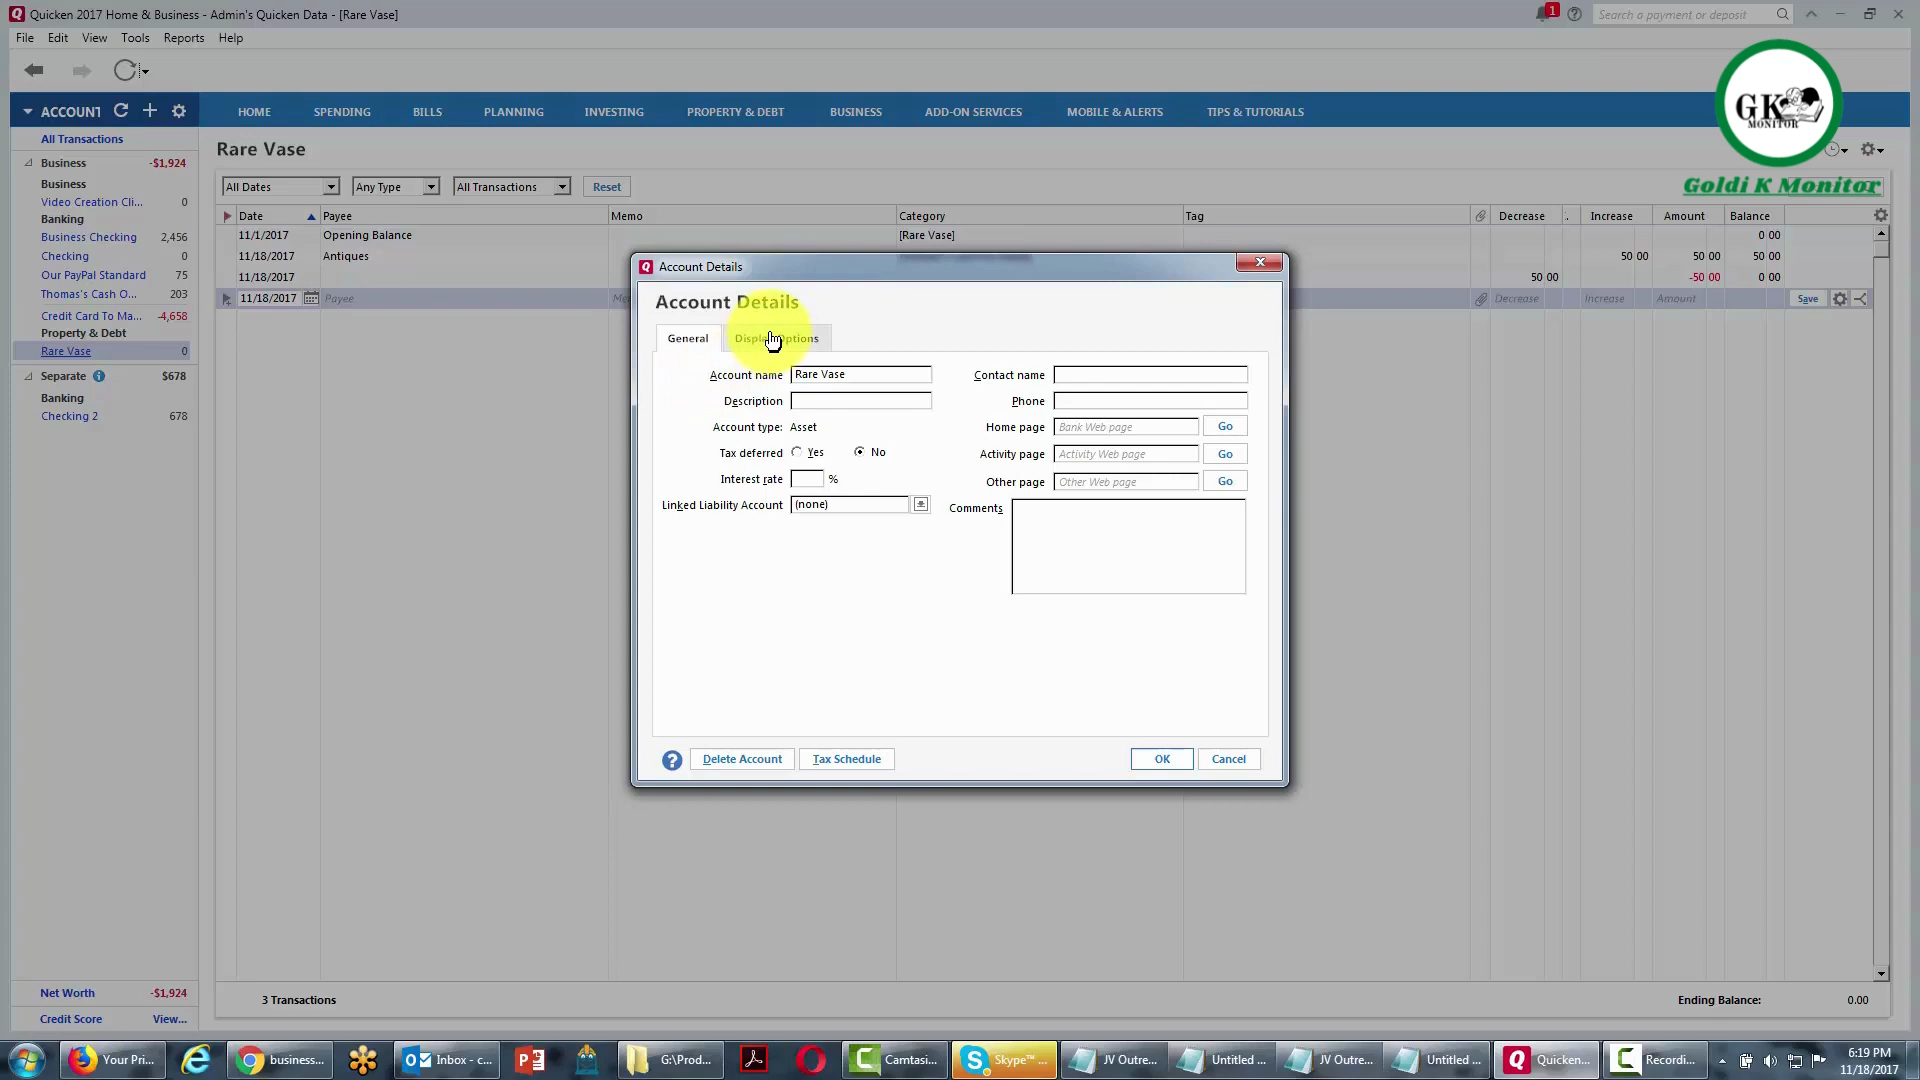 Quicken 2017 Home & Business - Admin's Quicken Data - [Rare Vase]
1
Search a payment or deposit
File Edit View Tools Reports Help
GK
MONITOR
Goldi K Monitor
ACCOUNT
HOME SPENDING BILLS PLANNING INVESTING PROPERTY & DEBT BUSINESS ADD-ON SERVICES MOBILE & ALERTS TIPS & TUTORIALS
All Transactions
Business -$1,924
Business
Video Creation Cli... 0
Banking
Business Checking 2,456
Checking
Our PayPal Standard 75
Thomas's Cash O... 203
Credit Card To Ma... -4,658
Property & Debt
Rare Vase 0
Separate $678
Banking
Checking 2 678
Net Worth -$1,924
Credit Score View...
Rare Vase
All Dates Any Type All Transactions Reset
Date Payee Memo Category Tag Decrease . Increase Amount Balance
11/1/2017 Opening Balance [Rare Vase] 0 00
11/18/2017 Antiques 50 00 50 00 50 00
11/18/2017 50 00 -50 00 0 00
11/18/2017 Payee Decrease Increase Amount Save
3 Transactions Ending Balance: 0.00
Account Details
Account Details
General Display Options
Account name Rare Vase
Description
Account type: Asset
Tax deferred Yes No
Interest rate %
Linked Liability Account (none)
Contact name
Phone
Home page Bank Web page Go
Activity page Activity Web page Go
Other page Other Web page Go
Comments
? Delete Account Tax Schedule OK Cancel
Your Pri... business... Inbox - c... G:\Prod... Camtasi... Skype™ ... JV Outre... Untitled ... JV Outre... Untitled ... Quicken... Recordi...
6:19 PM
11/18/2017